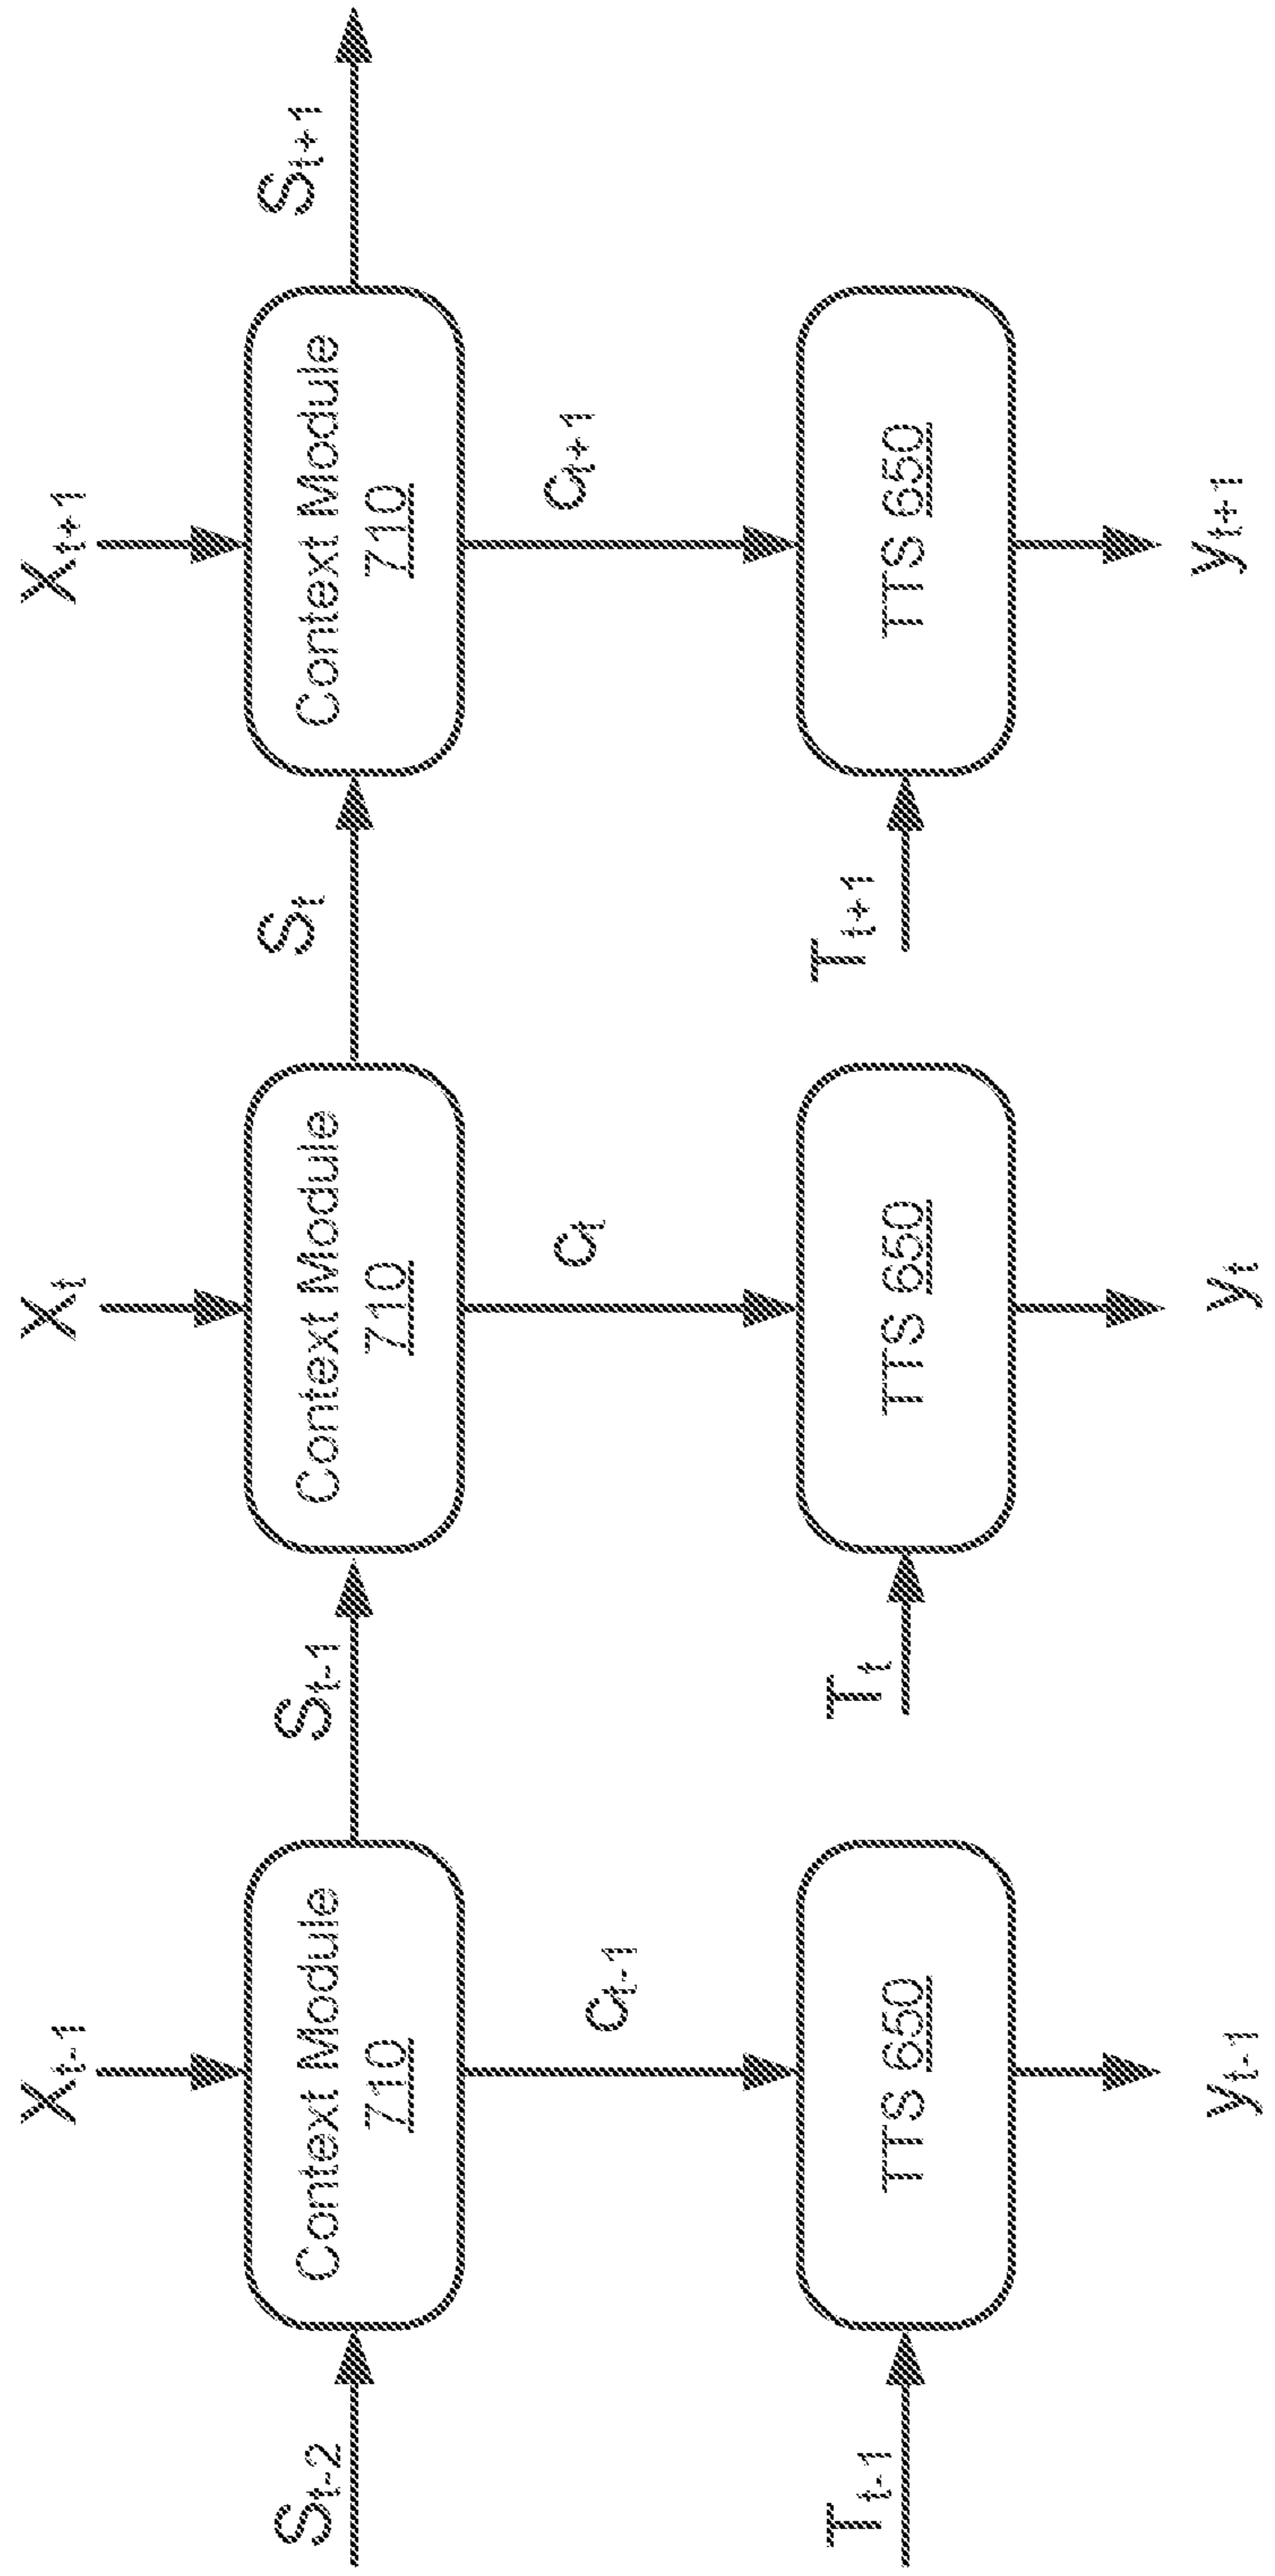 Xt-1 Xt Xt+1
St-2 St-1 St St+1
Context Module Context Module Context Module
710 710 710
ct-1 ct ct+1
Tt-1 Tt Tt+1
TTS 650 TTS 650 TTS 650
yt-1 yt yt+1